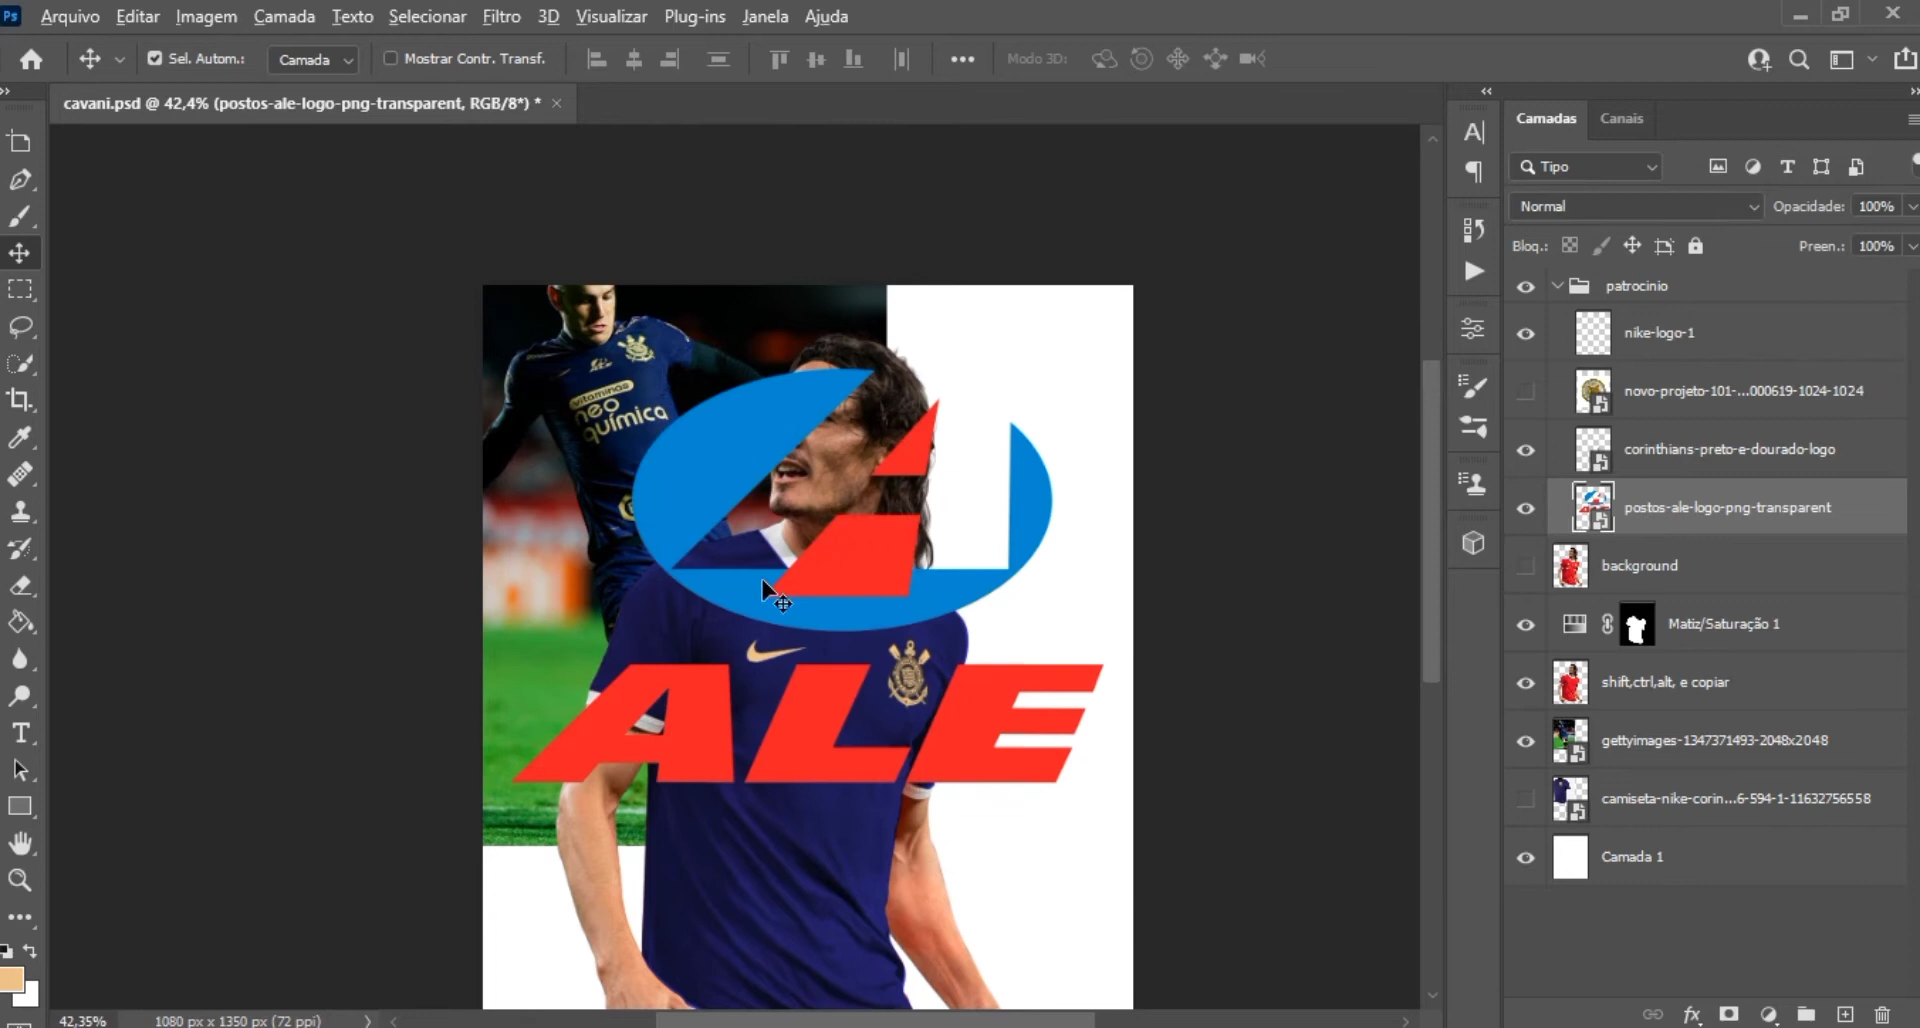 Ps Arquivo Editar Imagem Camada Texto Selecionar Filtro 3D Visualizar Plug-ins Janela Ajuda
Sel. Autom.: Camada Mostrar Contr. Transf. Modo 3D:
cavani.psd @ 42,4% (postos-ale-logo-png-transparent, RGB/8*) *
Camadas Canais
Tipo
Normal Opacidade: 100%
Bloq.: Preen.: 100%
patrocinio
nike-logo-1
novo-projeto-101-...000619-1024-1024
corinthians-preto-e-dourado-logo
postos-ale-logo-png-transparent
background
Matiz/Saturação 1
shift,ctrl,alt, e copiar
gettyimages-1347371493-2048x2048
camiseta-nike-corin...6-594-1-11632756558
Camada 1
vitaminas
neo
química
ALE
42,35% 1080 px x 1350 px (72 ppi)